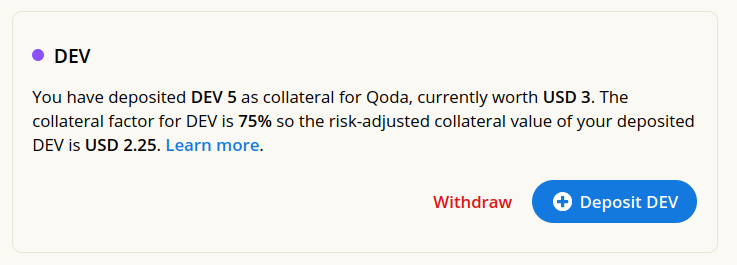 DEV
You have deposited DEV 5 as collateral for Qoda, currently worth USD 3. The
collateral factor for DEV is 75% so the risk-adjusted collateral value of your deposited
DEV is USD 2.25. Learn more.
Withdraw Deposit DEV